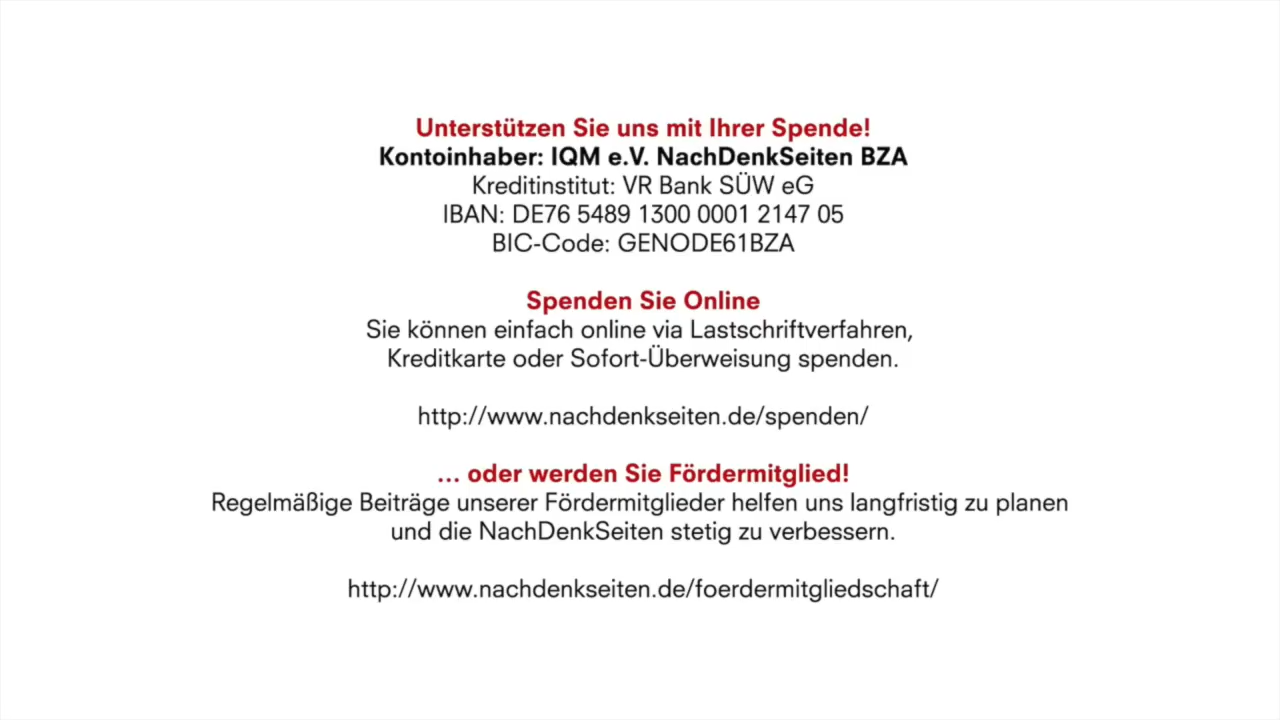 Unterstützen Sie uns mit Ihrer Spende!
Kontoinhaber: IQM e.V. NachDenkSeiten BZA
Kreditinstitut: VR Bank SÜW eG
IBAN: DE76 5489 1300 0001 2147 05
BIC-Code: GENODE61BZA
Spenden Sie Online
Sie können einfach online via Lastschriftverfahren,
Kreditkarte oder Sofort-Überweisung spenden.
http://www.nachdenkseiten.de/spenden/
... oder werden Sie Fördermitglied!
Regelmäßige Beiträge unserer Fördermitglieder helfen uns langfristig zu planen
und die NachDenkSeiten stetig zu verbessern.
http://www.nachdenkseiten.de/foerdermitgliedschaft/